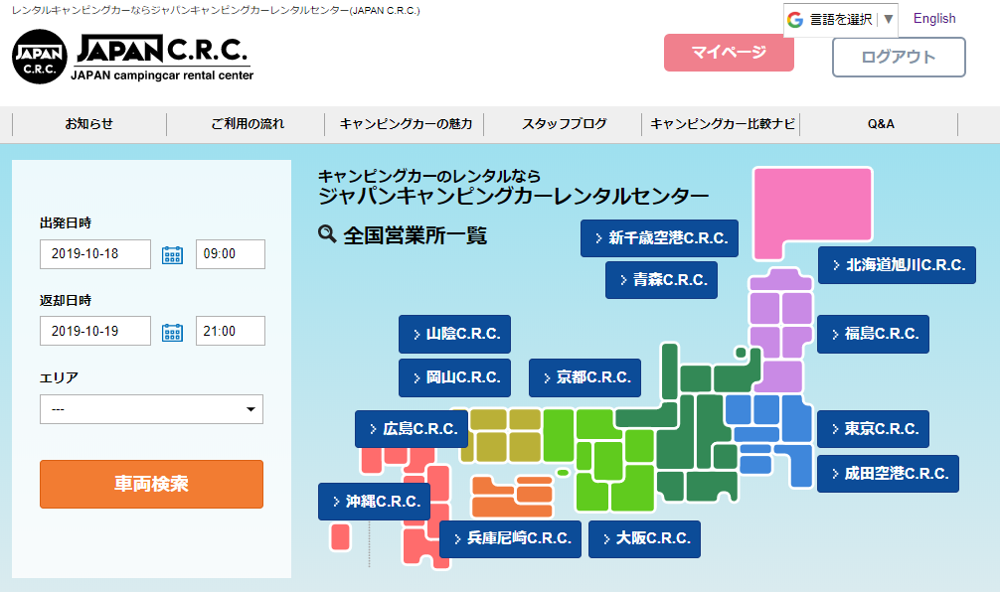 レンタルキャンピングカーならジャパンキャンピングカーレンタルセンター(JAPAN C.R.C.)
言語を選択 ▼
English
JAPAN
C.R.C.
JAPAN C.R.C.
JAPAN campingcar rental center
マイページ
ログアウト
お知らせ
ご利用の流れ
キャンピングカーの魅力
スタッフブログ
キャンピングカー比較ナビ
Q&A
出発日時
2019-10-18
09:00
返却日時
2019-10-19
21:00
エリア
---
車両検索
キャンピングカーのレンタルなら
ジャパンキャンピングカーレンタルセンター
全国営業所一覧
新千歳空港C.R.C.
北海道旭川C.R.C.
青森C.R.C.
山陰C.R.C.
福島C.R.C.
岡山C.R.C.
京都C.R.C.
広島C.R.C.
東京C.R.C.
成田空港C.R.C.
沖縄C.R.C.
兵庫尼崎C.R.C.
大阪C.R.C.